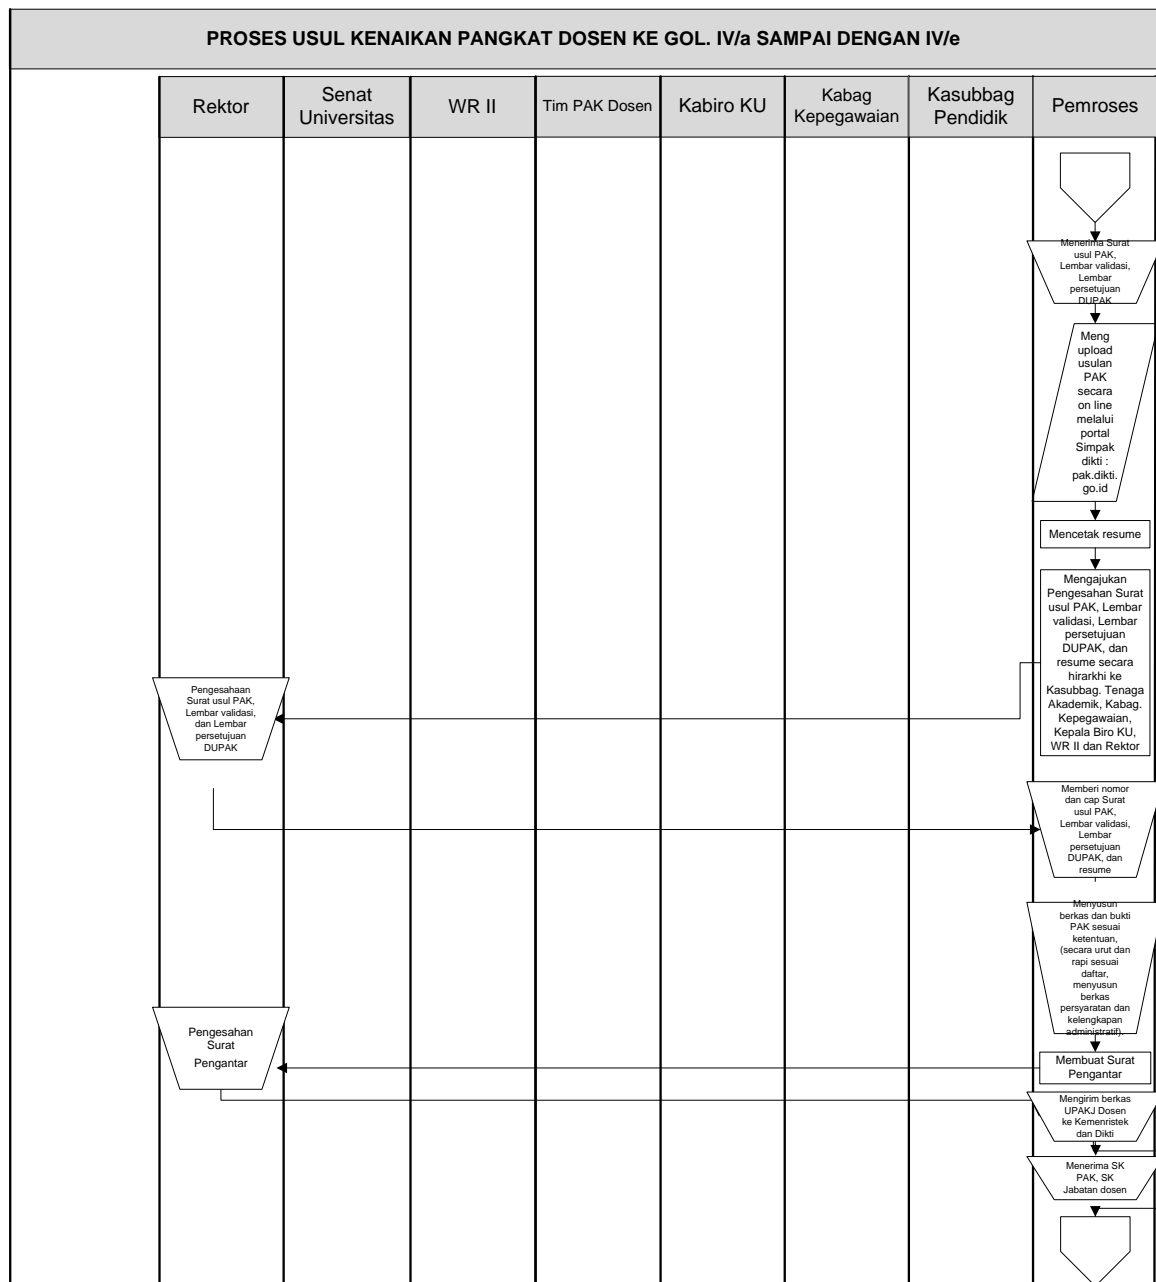 PROSES USUL KENAIKAN PANGKAT DOSEN KE GOL. IV/a SAMPAI DENGAN IV/e
Rektor
Senat
Universitas
WR II
Tim PAK Dosen
Kabiro KU
Kabag
Kepegawaian
Kasubbag
Pendidik
Pemroses
Menerima Surat
usul PAK,
Lembar validasi,
Lembar
persetujuan
DUPAK
Meng
upload
usulan
PAK
secara
on line
melalui
portal
Simpak
dikti :
pak.dikti.
go.id
Mencetak resume
Mengajukan
Pengesahan Surat
usul PAK, Lembar
validasi, Lembar
persetujuan
DUPAK, dan
resume secara
hirarkhi ke
Kasubbag. Tenaga
Akademik, Kabag.
Kepegawaian,
Kepala Biro KU,
WR II dan Rektor
Pengesahaan
Surat usul PAK,
Lembar validasi,
dan Lembar
persetujuan
DUPAK
Memberi nomor
dan cap Surat
usul PAK,
Lembar validasi,
Lembar
persetujuan
DUPAK, dan
resume
Menyusun
berkas dan bukti
PAK sesuai
ketentuan,
(secara urut dan
rapi sesuai
daftar,
menyusun
berkas
persyaratan dan
kelengkapan
administratif).
Pengesahan
Surat
Pengantar
Membuat Surat
Pengantar
Mengirim berkas
UPAKJ Dosen
ke Kemenristek
dan Dikti
Menerima SK
PAK, SK
Jabatan dosen